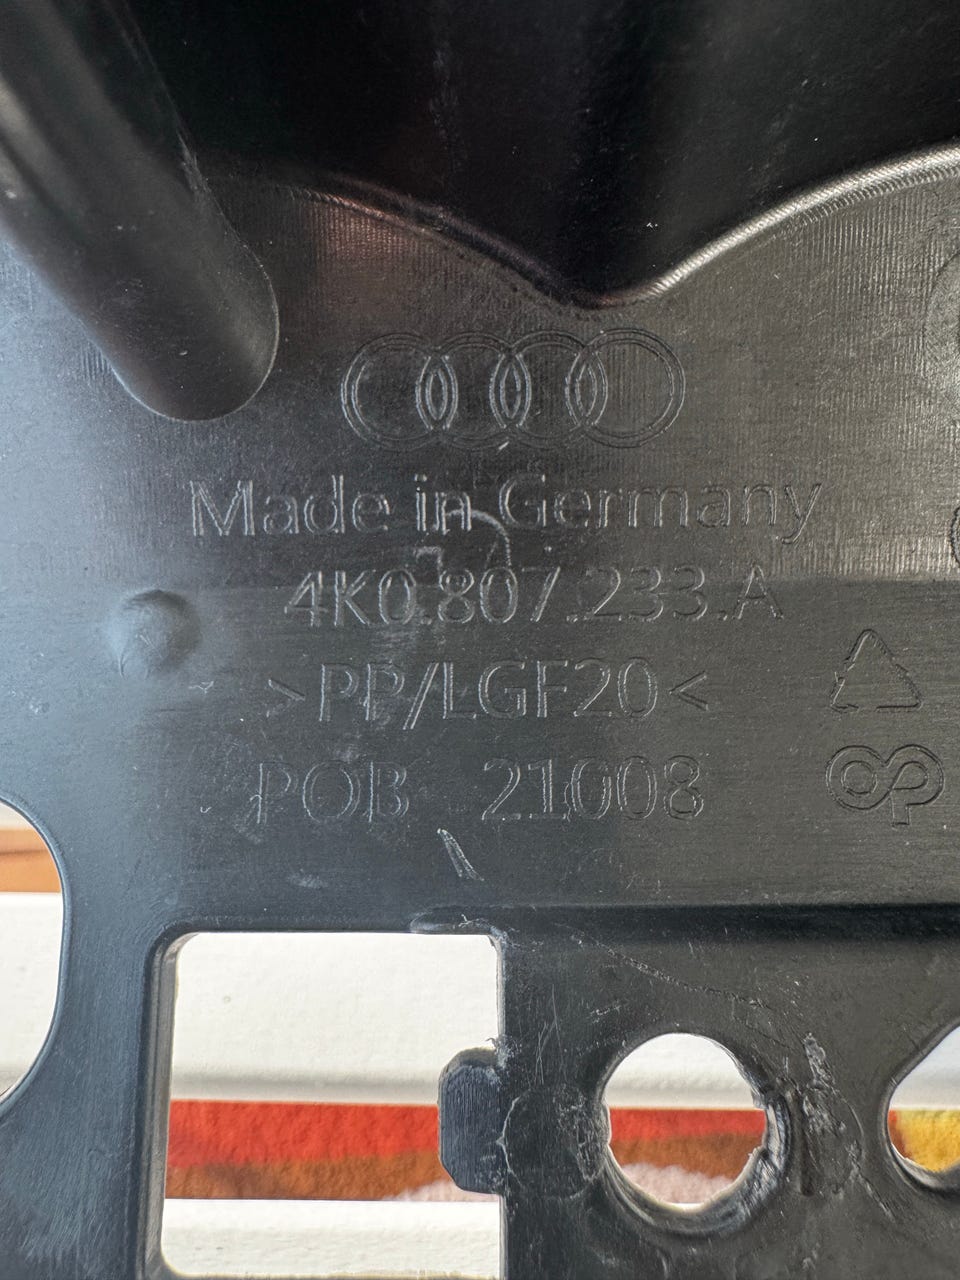 Made in Germany
4K0.807.233.A
>PP/LGF20<
POB 21008